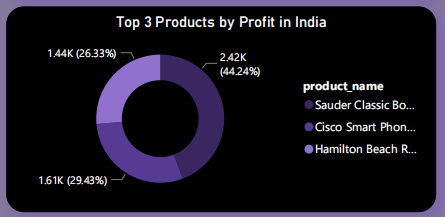 Top 3 Products by Profit in India
1.44K (26.33%)
2.42K
(44.24%)
1.61K (29.43%)
product_name
Sauder Classic Bo...
Cisco Smart Phon...
Hamilton Beach R...